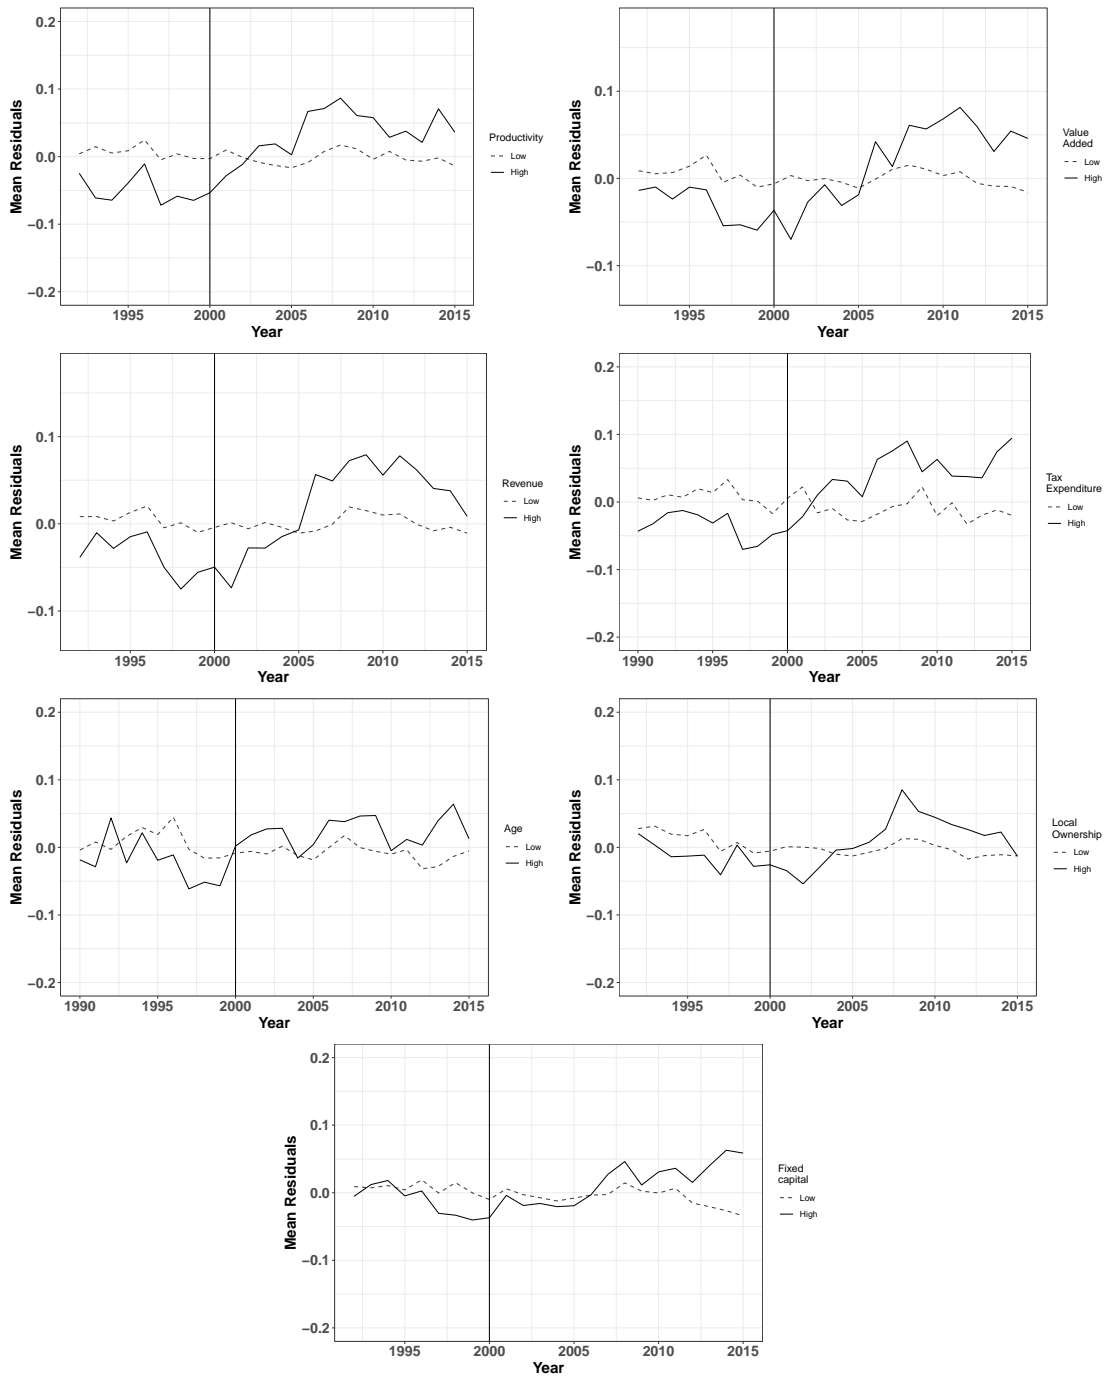 0.2
0.1
0.0
−0.1
−0.2
Mean Residuals
1995 2000 2005 2010 2015
Year
Productivity
Low
High
0.1
0.0
−0.1
Mean Residuals
1995 2000 2005 2010 2015
Year
Value
Added
Low
High
0.1
0.0
−0.1
Mean Residuals
1995 2000 2005 2010 2015
Year
Revenue
Low
High
0.2
0.1
0.0
−0.1
−0.2
Mean Residuals
1990 1995 2000 2005 2010 2015
Year
Tax
Expenditure
Low
High
0.2
0.1
0.0
−0.1
−0.2
Mean Residuals
1990 1995 2000 2005 2010 2015
Year
Age
Low
High
0.2
0.1
0.0
−0.1
−0.2
Mean Residuals
1995 2000 2005 2010 2015
Year
Local
Ownership
Low
High
0.2
0.1
0.0
−0.1
−0.2
Mean Residuals
1995 2000 2005 2010 2015
Year
Fixed
capital
Low
High